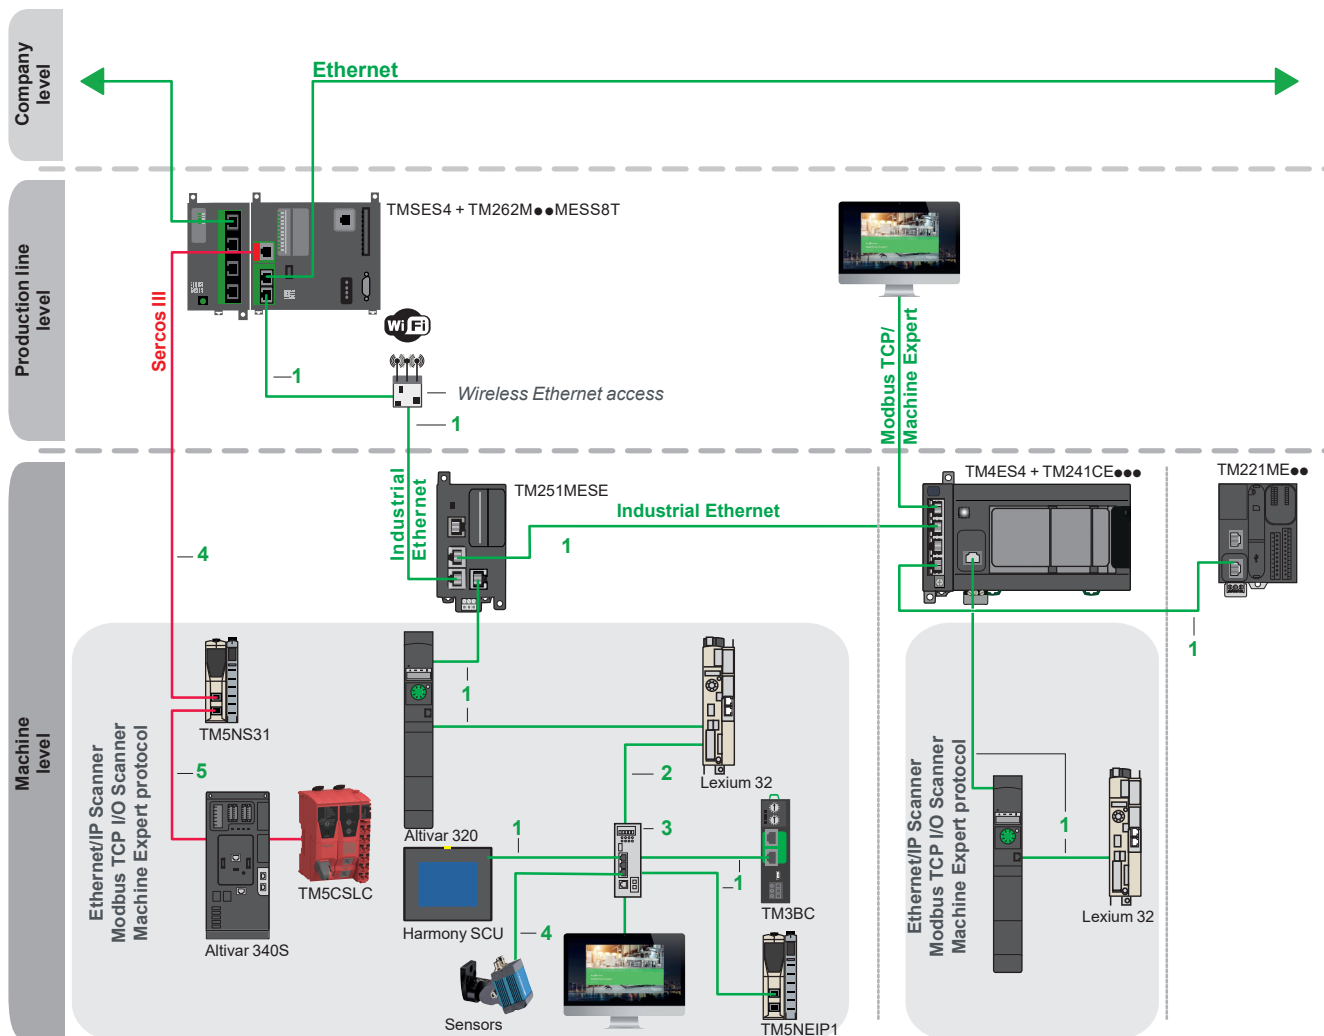 Company
level
Ethernet
Production line
level
TMSES4 + TM262M●●MESS8T
Sercos III
Wi Fi
1
Wireless Ethernet access
1
Modbus TCP/
Machine Expert
Machine
level
Industrial
Ethernet
TM251MESE
Industrial Ethernet
1
TM4ES4 + TM241CE●●●
TM221ME●●
4
1
TM5NS31
5
Ethernet/IP Scanner
Modbus TCP I/O Scanner
Machine Expert protocol
Altivar 340S
TM5CSLC
1
Altivar 320
Lexium 32
2
3
1
Harmony SCU
4
Sensors
1
TM3BC
TM5NEIP1
Ethernet/IP Scanner
Modbus TCP I/O Scanner
Machine Expert protocol
1
Lexium 32